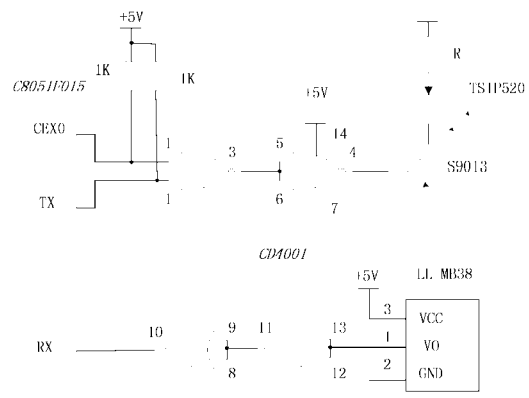 +5V
R
1K
1K
C8051F015
TSIP520
+5V
CEX0
1
3
5
14
4
S9013
1
6
7
TX
CD4001
+5V
LL MB38
3
VCC
10
9
11
13
1
VO
RX
8
12
2
GND